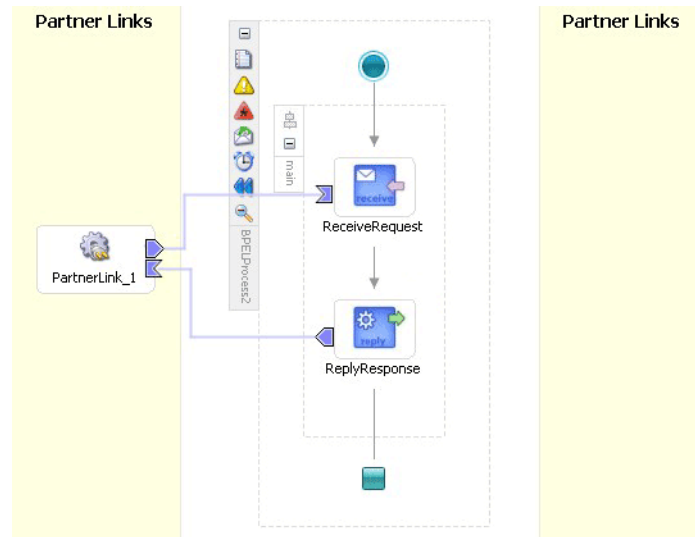 Partner Links
Partner Links
main
receive
ReceiveRequest
BPELProcess2
PartnerLink_1
reply
ReplyResponse